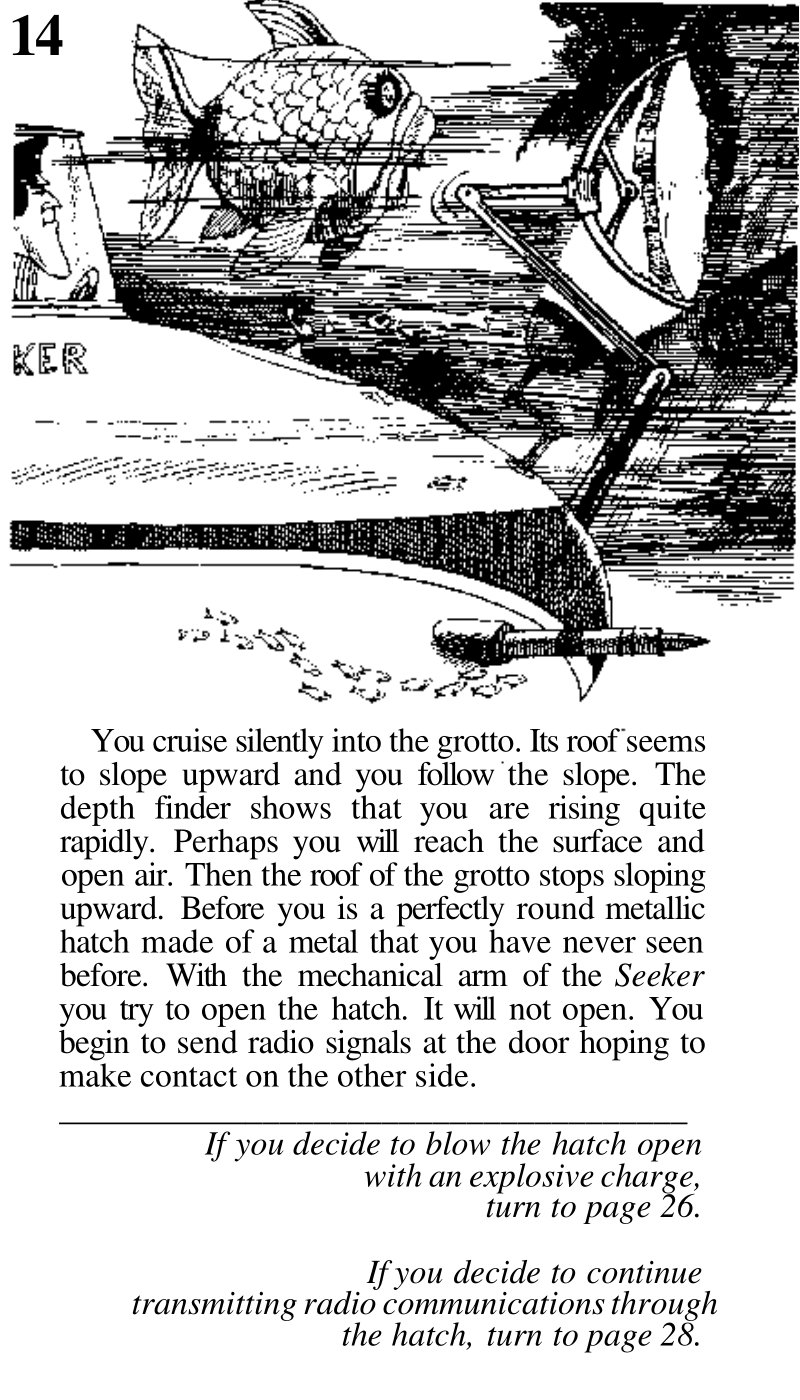 14
KER
You cruise silently into the grotto. Its roof seems
to slope upward and you follow the slope. The
depth finder shows that you are rising quite
rapidly. Perhaps you will reach the surface and
open air. Then the roof of the grotto stops sloping
upward. Before you is a perfectly round metallic
hatch made of a metal that you have never seen
before. With the mechanical arm of the Seeker
you try to open the hatch. It will not open. You
begin to send radio signals at the door hoping to
make contact on the other side.
If you decide to blow the hatch open
with an explosive charge,
turn to page 26.
If you decide to continue
transmitting radio communications through
the hatch, turn to page 28.